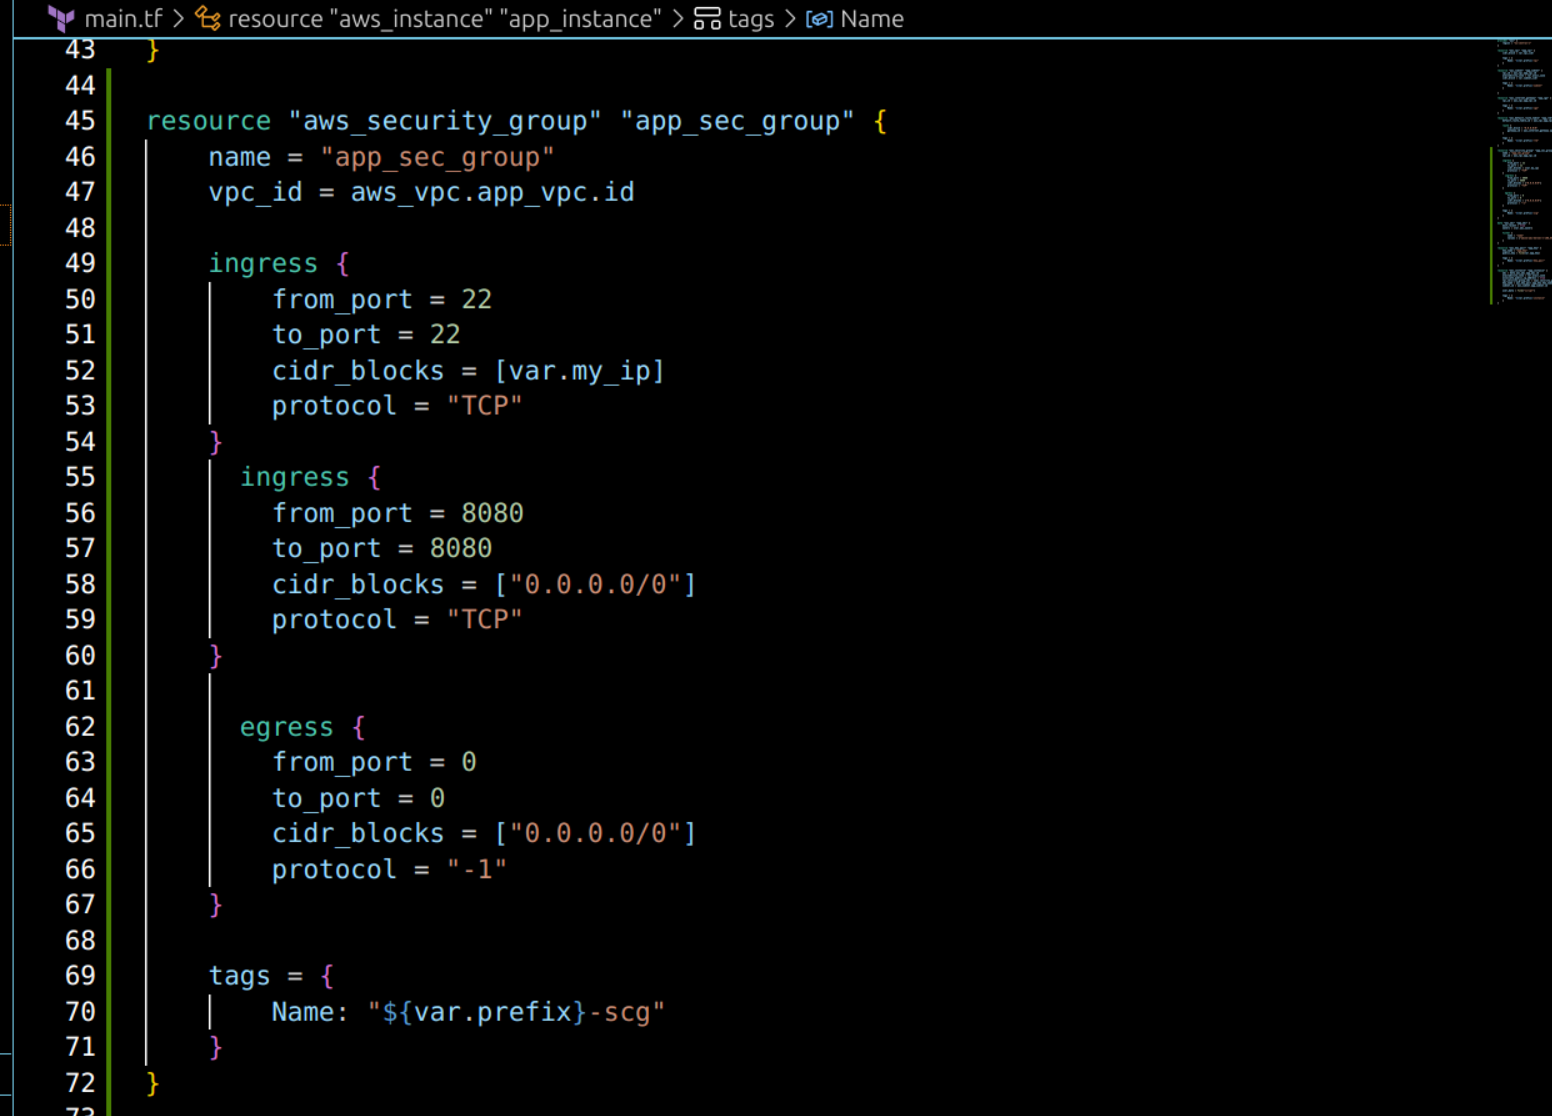 main.tf > resource "aws_instance" "app_instance" > tags > Name
43 }
44
45 resource "aws_security_group" "app_sec_group" {
46 name = "app_sec_group"
47 vpc_id = aws_vpc.app_vpc.id
48
49 ingress {
50 from_port = 22
51 to_port = 22
52 cidr_blocks = [var.my_ip]
53 protocol = "TCP"
54 }
55 ingress {
56 from_port = 8080
57 to_port = 8080
58 cidr_blocks = ["0.0.0.0/0"]
59 protocol = "TCP"
60 }
61
62 egress {
63 from_port = 0
64 to_port = 0
65 cidr_blocks = ["0.0.0.0/0"]
66 protocol = "-1"
67 }
68
69 tags = {
70 Name: "${var.prefix}-scg"
71 }
72 }
73